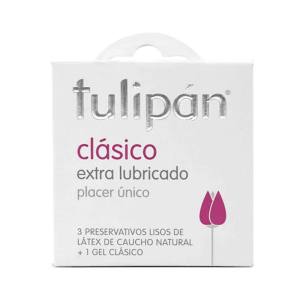 tulipán
clásico
extra lubricado
placer único
3 PRESERVATIVOS LISOS DE
LÁTEX DE CAUCHO NATURAL
+ 1 GEL CLÁSICO